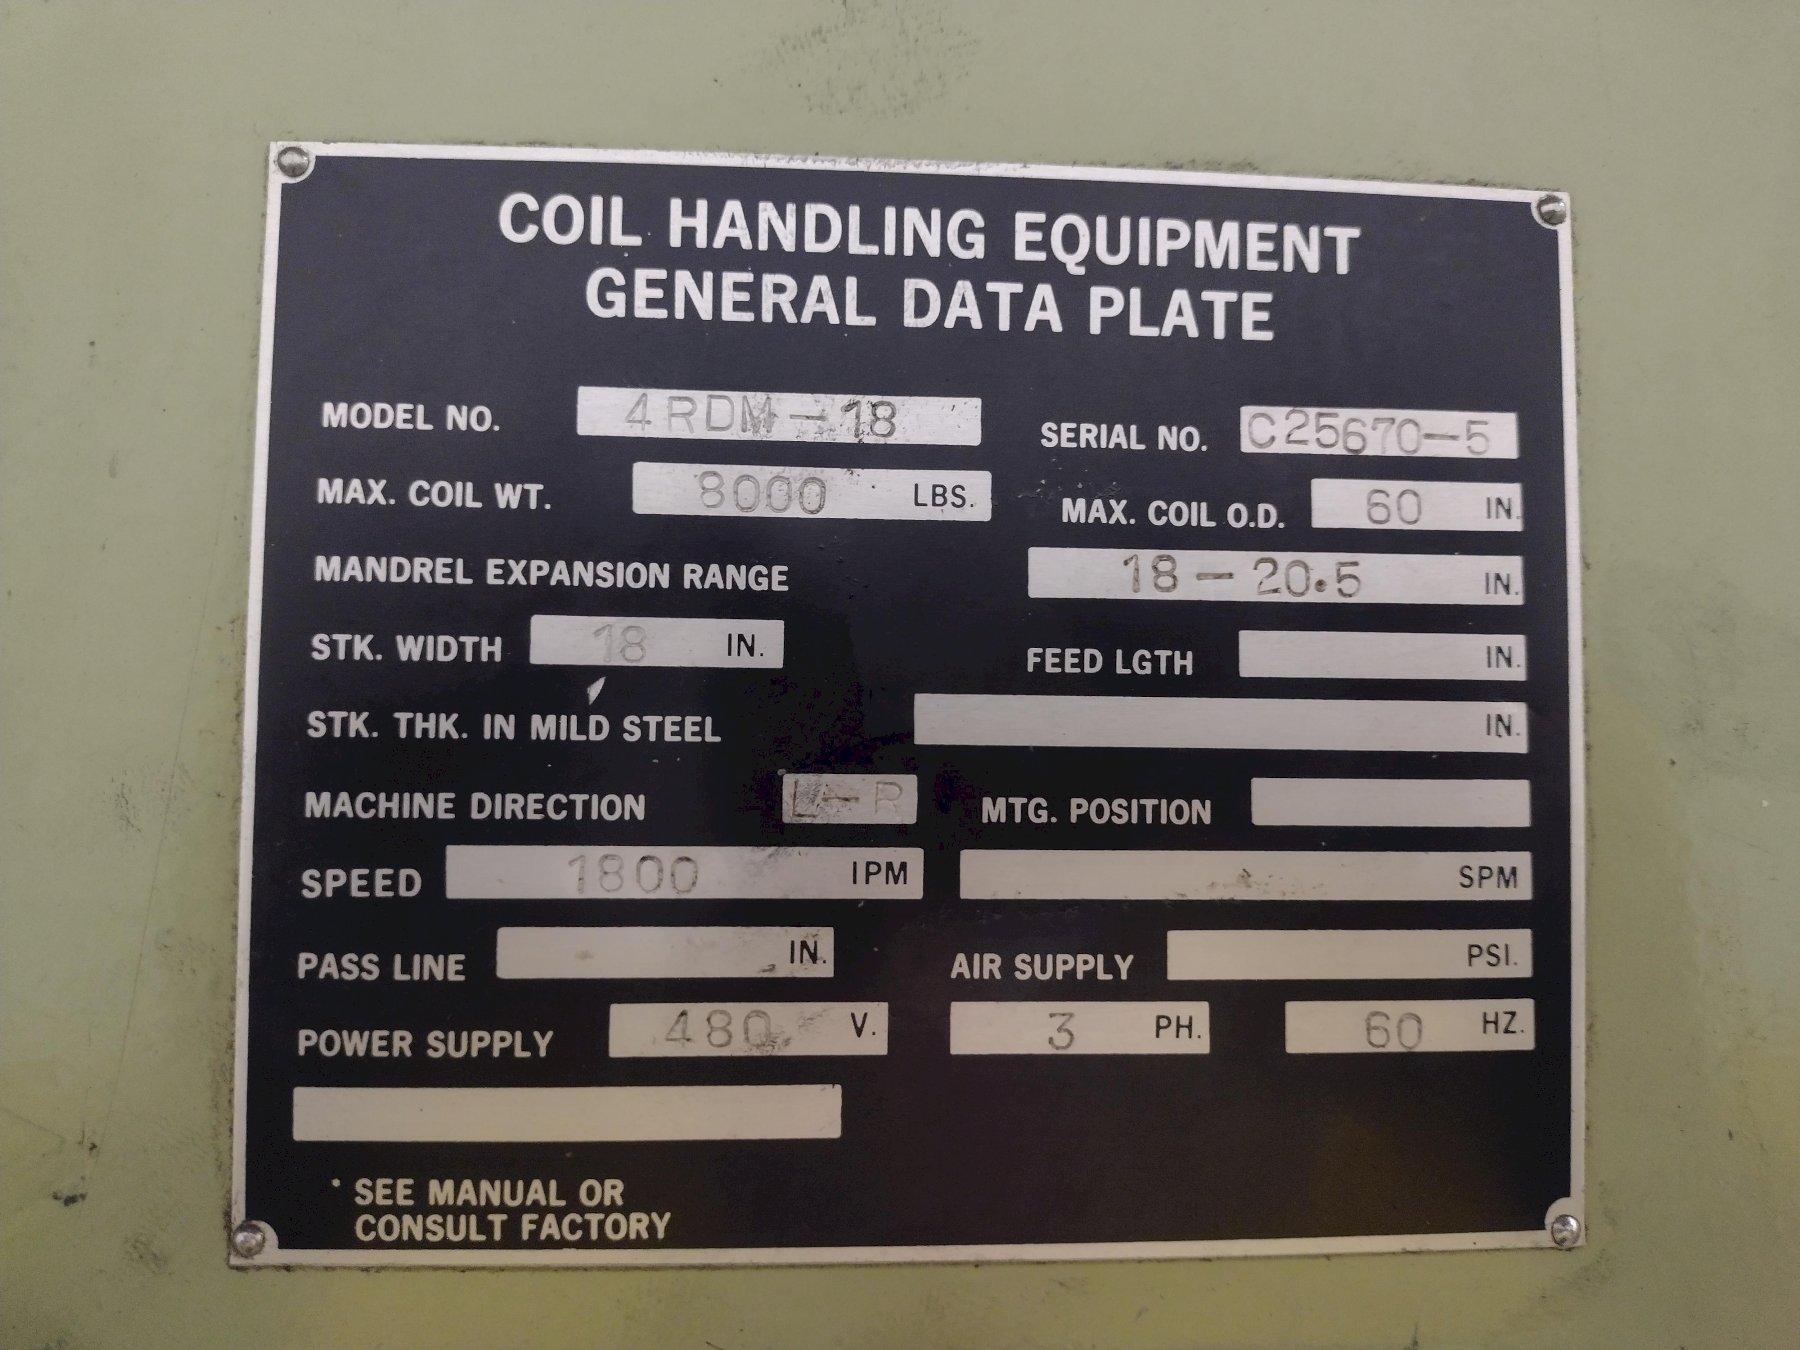 COIL HANDLING EQUIPMENT
GENERAL DATA PLATE
MODEL NO. 4RDM-18 SERIAL NO. C25670-5
MAX. COIL WT. 8000 LBS. MAX. COIL O.D. 60 IN.
MANDREL EXPANSION RANGE 18-20.5 IN.
STK. WIDTH 18 IN. FEED LGTH IN.
STK. THK. IN MILD STEEL IN.
MACHINE DIRECTION L-R MTG. POSITION
SPEED 1800 IPM SPM
PASS LINE IN. AIR SUPPLY PSI.
POWER SUPPLY 480 V. 3 PH. 60 HZ.
* SEE MANUAL OR
CONSULT FACTORY